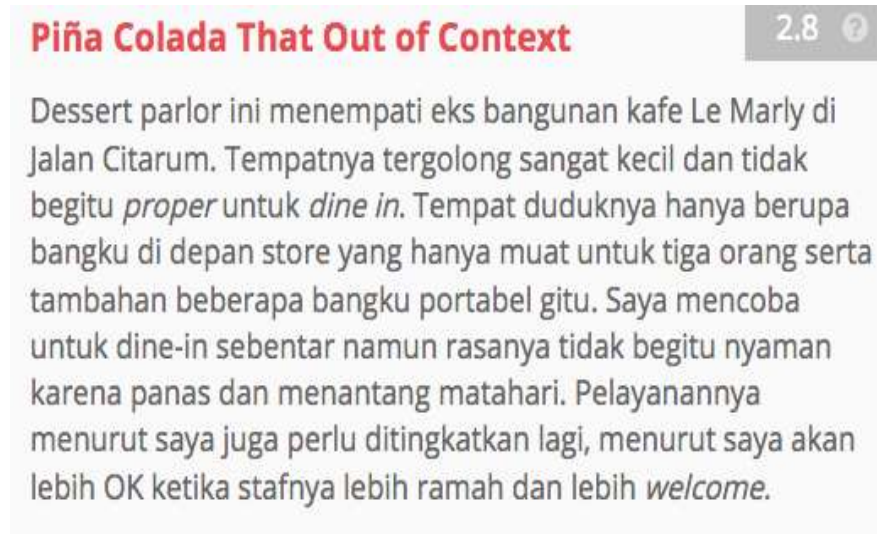 Piña Colada That Out of Context
2.8 ?
Dessert parlor ini menempati eks bangunan kafe Le Marly di
Jalan Citarum. Tempatnya tergolong sangat kecil dan tidak
begitu proper untuk dine in. Tempat duduknya hanya berupa
bangku di depan store yang hanya muat untuk tiga orang serta
tambahan beberapa bangku portabel gitu. Saya mencoba
untuk dine-in sebentar namun rasanya tidak begitu nyaman
karena panas dan menantang matahari. Pelayanannya
menurut saya juga perlu ditingkatkan lagi, menurut saya akan
lebih OK ketika stafnya lebih ramah dan lebih welcome.